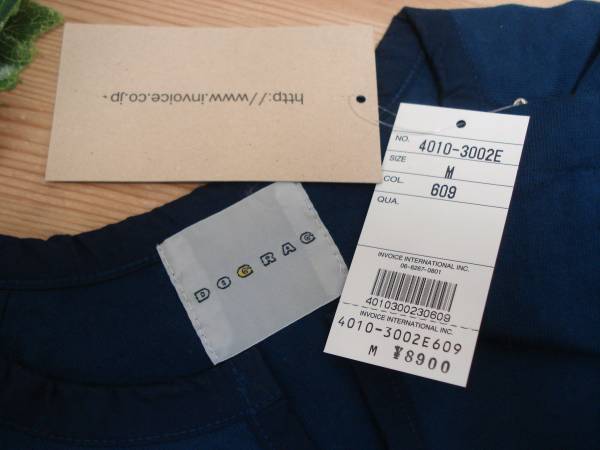 http://www.invoice.co.jp
DOGRAG
NO. 4010-3002E
SIZE M
COL. 609
QUA.
INVOICE INTERNATIONAL INC.
06-6267-0801
4010300230609
INVOICE INTERNATIONAL INC.
4010-3002E609
M ¥8900